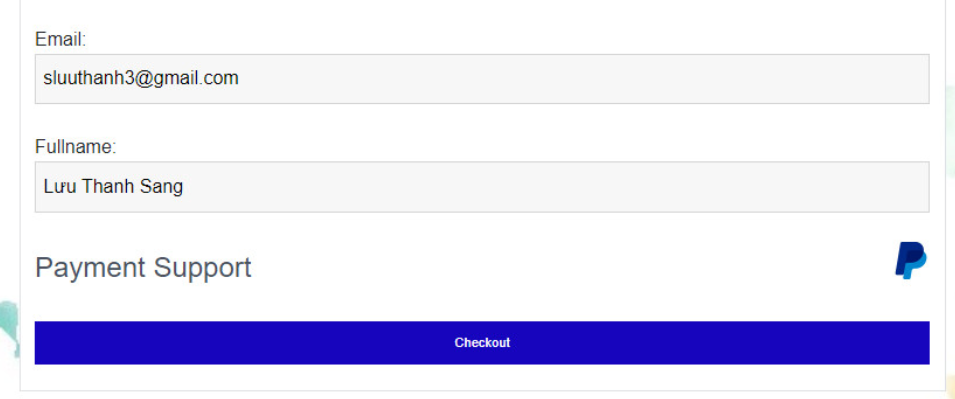 Email:
sluuthanh3@gmail.com
Fullname:
Lưu Thanh Sang
Payment Support
Checkout